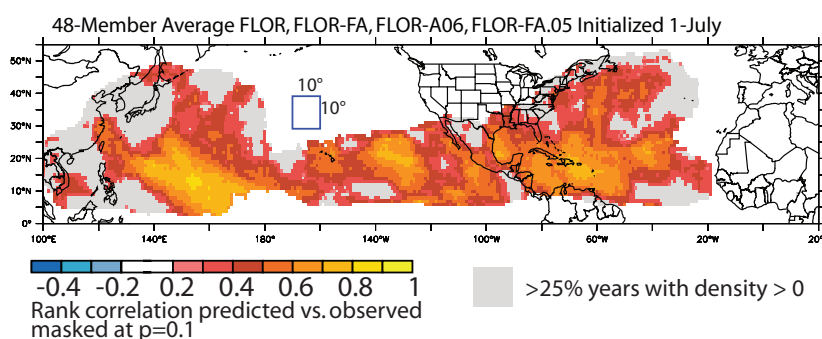 48-Member Average FLOR, FLOR-FA, FLOR-A06, FLOR-FA.05 Initialized 1-July
50°N
40°N
30°N
20°N
10°N
0°
10°
10°
100°E 140°E 180° 140°W 100°W 60°W 20°W 20°
-0.4 -0.2 0.2 0.4 0.6 0.8 1
Rank correlation predicted vs. observed
masked at p=0.1
>25% years with density > 0